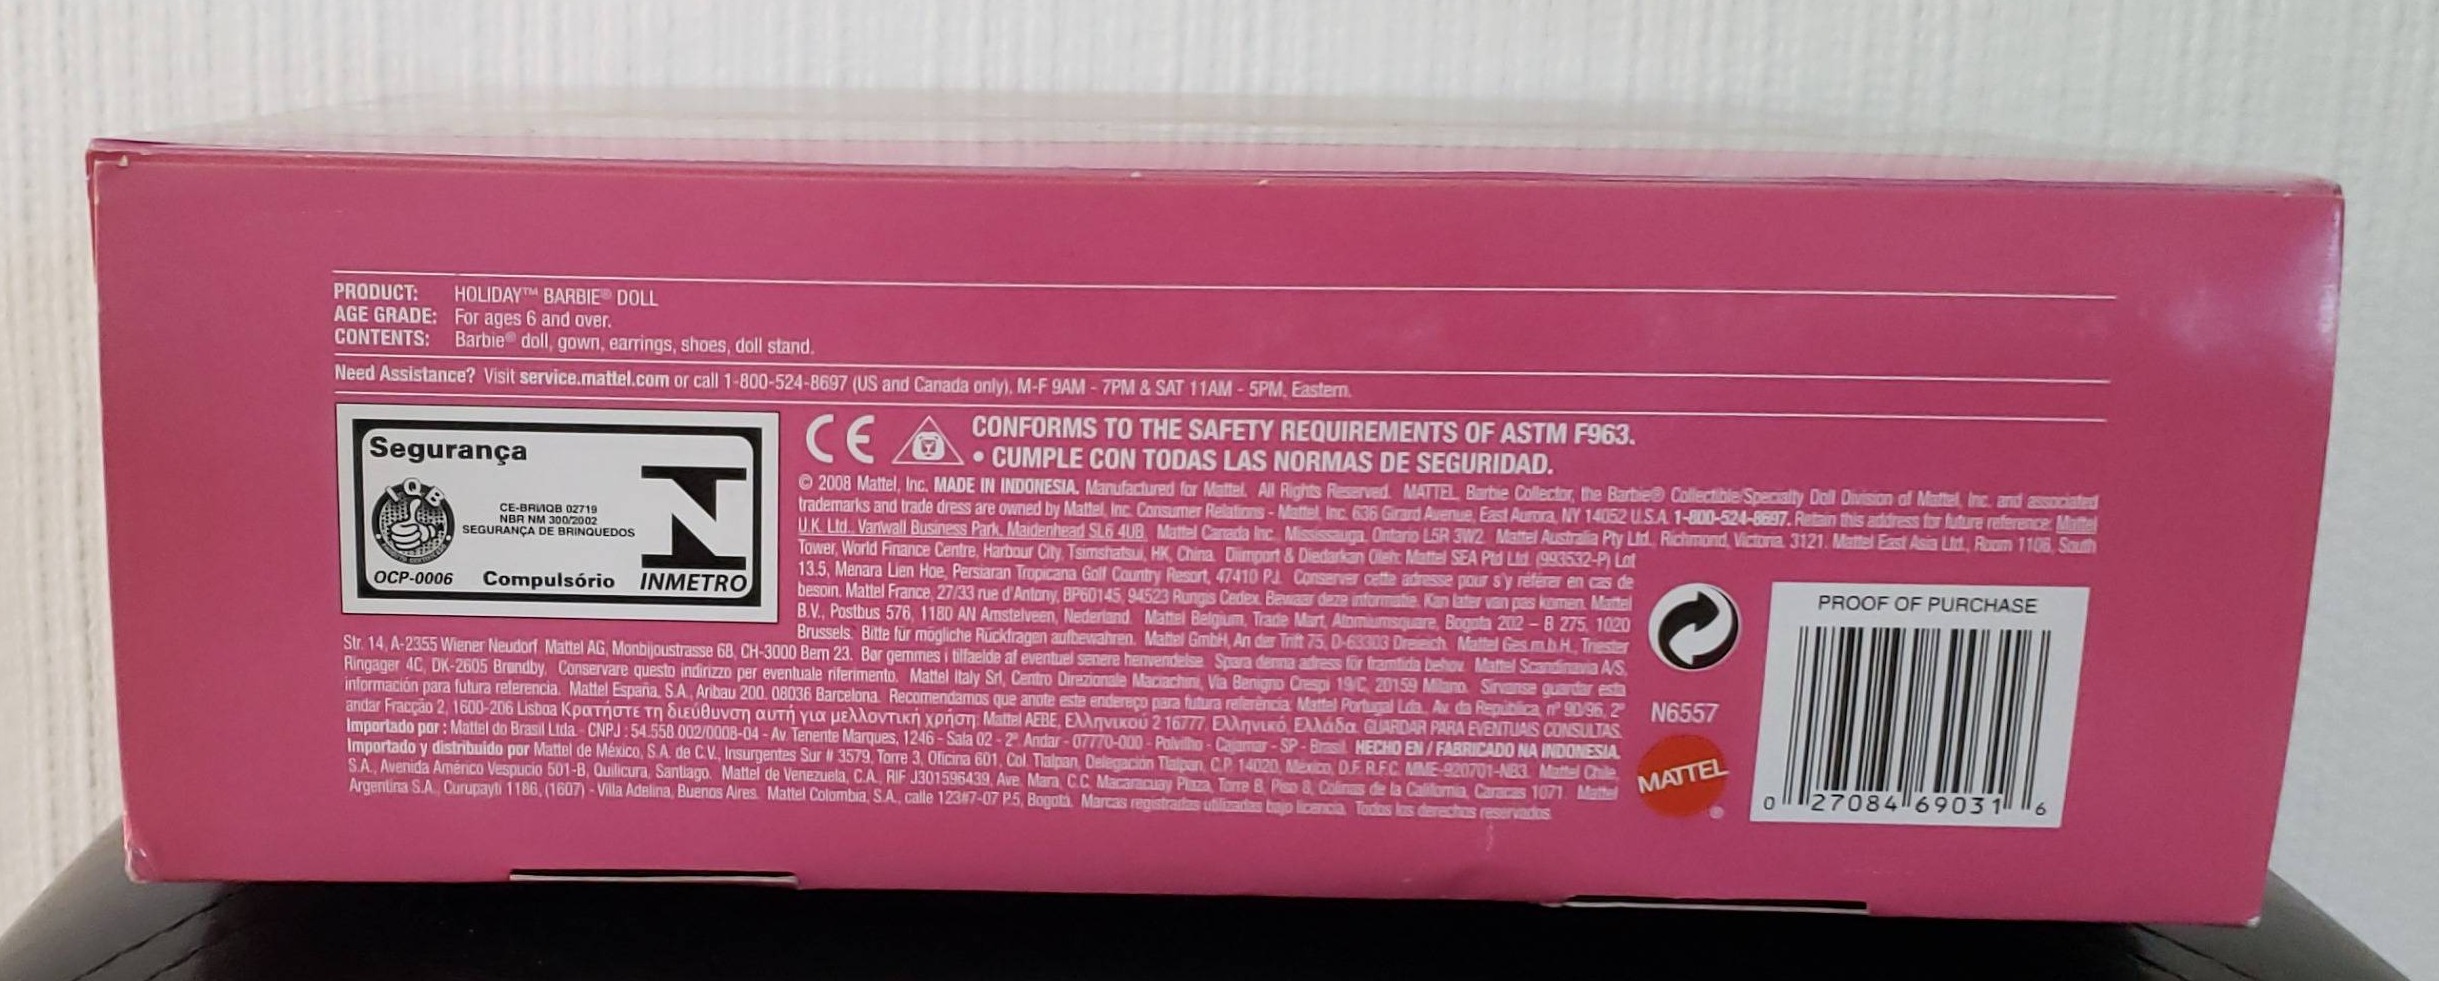 PRODUCT: HOLIDAY™ BARBIE® DOLL
AGE GRADE: For ages 6 and over.
CONTENTS: Barbie® doll, gown, earrings, shoes, doll stand.
Need Assistance? Visit service.mattel.com or call 1-800-524-8697 (US and Canada only), M-F 9AM - 7PM & SAT 11AM - 5PM, Eastern.
Segurança
IQB
CE-BRI/IQB 02719
NBR NM 300/2002
SEGURANÇA DE BRINQUEDOS
OCP-0006 Compulsório INMETRO
CE
CONFORMS TO THE SAFETY REQUIREMENTS OF ASTM F963.
• CUMPLE CON TODAS LAS NORMAS DE SEGURIDAD.
© 2008 Mattel, Inc. MADE IN INDONESIA. Manufactured for Mattel. All Rights Reserved. MATTEL, Barbie Collector, the Barbie® Collectible/Specialty Doll Division of Mattel, Inc. and associated
trademarks and trade dress are owned by Mattel, Inc. Consumer Relations - Mattel, Inc. 636 Girard Avenue, East Aurora, NY 14052 U.S.A. 1-800-524-8697. Retain this address for future reference: Mattel
U.K. Ltd., Vanwall Business Park, Maidenhead SL6 4UB. Mattel Canada Inc., Mississauga, Ontario L5R 3W2. Mattel Australia Pty Ltd., Richmond, Victoria. 3121. Mattel East Asia Ltd., Room 1106, South
Tower, World Finance Centre, Harbour City, Tsimshatsui, HK, China. Diimport & Diedarkan Oleh: Mattel SEA Ptd Ltd. (993532-P) Lot
13.5, Menara Lien Hoe, Persiaran Tropicana Golf Country Resort, 47410 PJ. Conserver cette adresse pour s'y référer en cas de
besoin. Mattel France, 27/33 rue d'Antony, BP60145, 94523 Rungis Cedex. Bewaar deze informatie. Kan later van pas komen. Mattel
B.V., Postbus 576, 1180 AN Amstelveen, Nederland. Mattel Belgium, Trade Mart, Atomiumsquare, Bogota 202 – B 275, 1020
Brussels. Bitte für mögliche Rückfragen aufbewahren. Mattel GmbH, An der Trift 75, D-63303 Dreieich. Mattel Ges.m.b.H., Triester
Str. 14, A-2355 Wiener Neudorf. Mattel AG, Monbijoustrasse 68, CH-3000 Bern 23. Bør gemmes i tilfaelde af eventuel senere henvendelse. Spara denna adress för framtida behov. Mattel Scandinavia A/S,
Ringager 4C, DK-2605 Brøndby. Conservare questo indirizzo per eventuale riferimento. Mattel Italy Srl, Centro Direzionale Maciachini, Via Benigno Crespi 19/C, 20159 Milano. Sírvanse guardar esta
información para futura referencia. Mattel España, S.A., Aribau 200. 08036 Barcelona. Recomendamos que anote este endereço para futura referência. Mattel Portugal Lda., Av. da República, nº 90/96, 2º
andar Fracção 2, 1600-206 Lisboa Κρατήστε τη διεύθυνση αυτή για μελλοντική χρήση: Mattel AEBE, Ελληνικού 2 16777, Ελληνικό, Ελλάδα. GUARDAR PARA EVENTUAIS CONSULTAS.
Importado por : Mattel do Brasil Ltda.- CNPJ : 54.558.002/0008-04 - Av. Tenente Marques, 1246 - Sala 02 - 2º. Andar - 07770-000 - Polvilho - Cajamar - SP - Brasil. HECHO EN / FABRICADO NA INDONESIA.
Importado y distribuido por Mattel de México, S.A. de C.V., Insurgentes Sur # 3579, Torre 3, Oficina 601, Col. Tlalpan, Delegación Tlalpan, C.P. 14020, México, D.F. R.F.C. MME-920701-NB3. Mattel Chile,
S.A., Avenida Américo Vespucio 501-B, Quilicura, Santiago. Mattel de Venezuela, C.A., RIF J301596439, Ave. Mara, C.C. Macaracuay Plaza, Torre B, Piso 8, Colinas de la California, Caracas 1071. Mattel
Argentina S.A., Curupaytí 1186, (1607) - Villa Adelina, Buenos Aires. Mattel Colombia, S.A., calle 123#7-07 P.5, Bogotá. Marcas registradas utilizadas bajo licencia. Todos los derechos reservados.
N6557
MATTEL®
PROOF OF PURCHASE
0 27084 69031 6